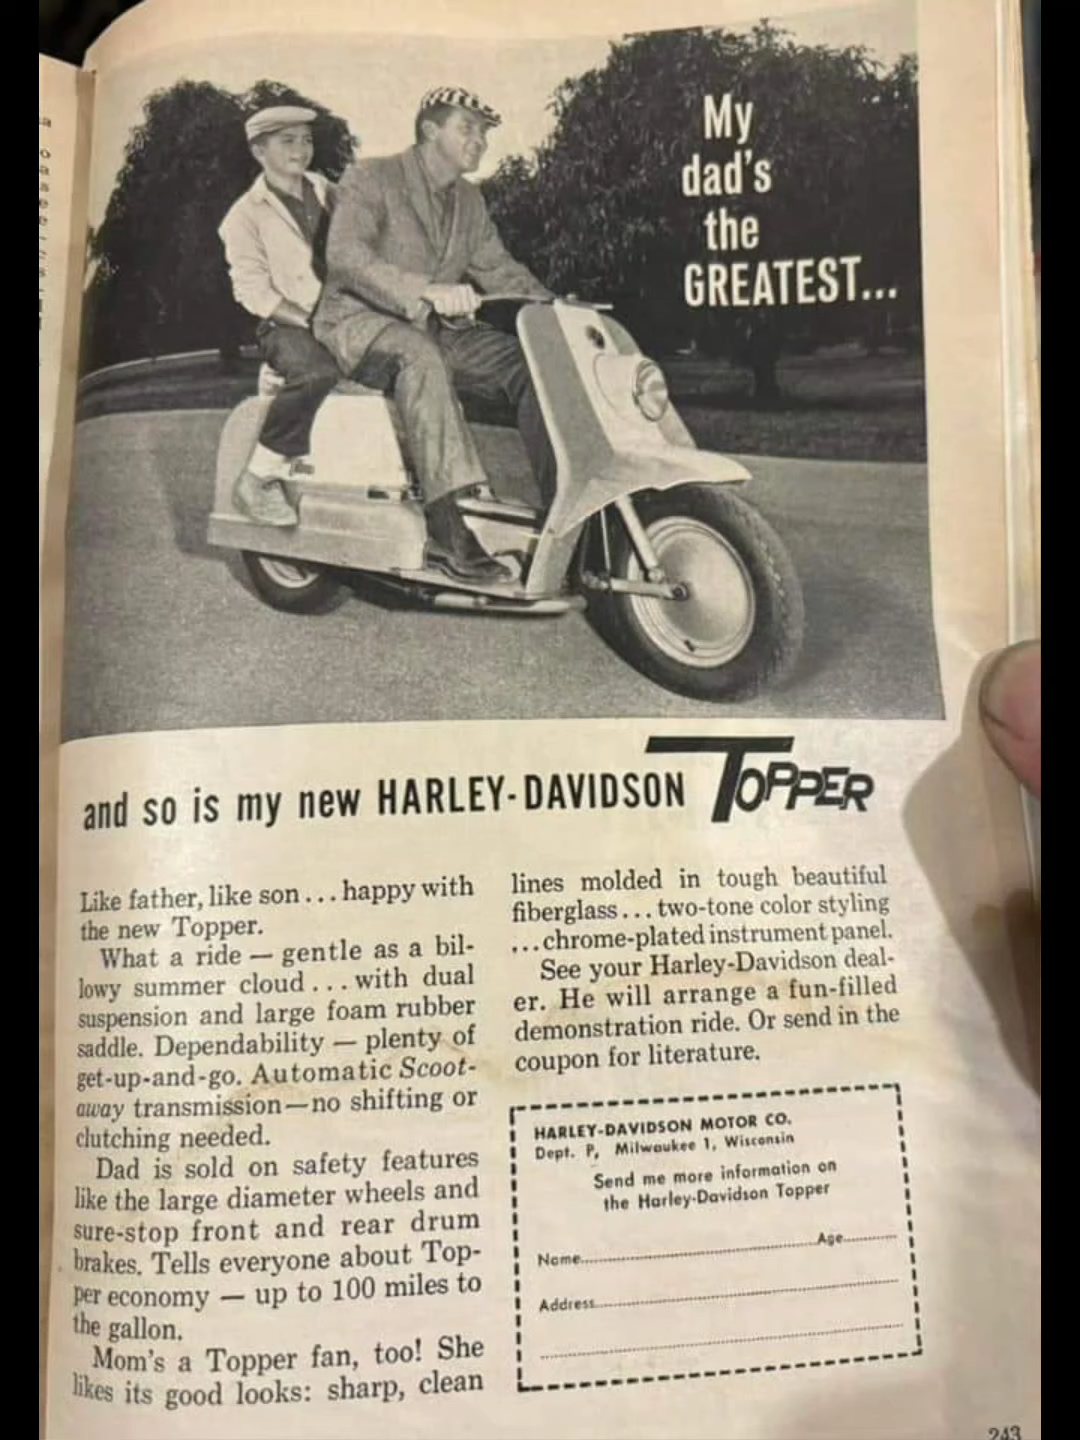 My
dad's
the
GREATEST...
and so is my new HARLEY-DAVIDSON TOPPER
Like father, like son... happy with
the new Topper.
What a ride — gentle as a bil-
lowy summer cloud... with dual
suspension and large foam rubber
saddle. Dependability — plenty of
get-up-and-go. Automatic Scoot-
away transmission—no shifting or
clutching needed.
Dad is sold on safety features
like the large diameter wheels and
sure-stop front and rear drum
brakes. Tells everyone about Top-
per economy — up to 100 miles to
the gallon.
Mom's a Topper fan, too! She
likes its good looks: sharp, clean
lines molded in tough beautiful
fiberglass... two-tone color styling
...chrome-plated instrument panel.
See your Harley-Davidson deal-
er. He will arrange a fun-filled
demonstration ride. Or send in the
coupon for literature.
HARLEY-DAVIDSON MOTOR CO.
Dept. P, Milwaukee 1, Wisconsin
Send me more information on
the Harley-Davidson Topper
Name Age
Address
243